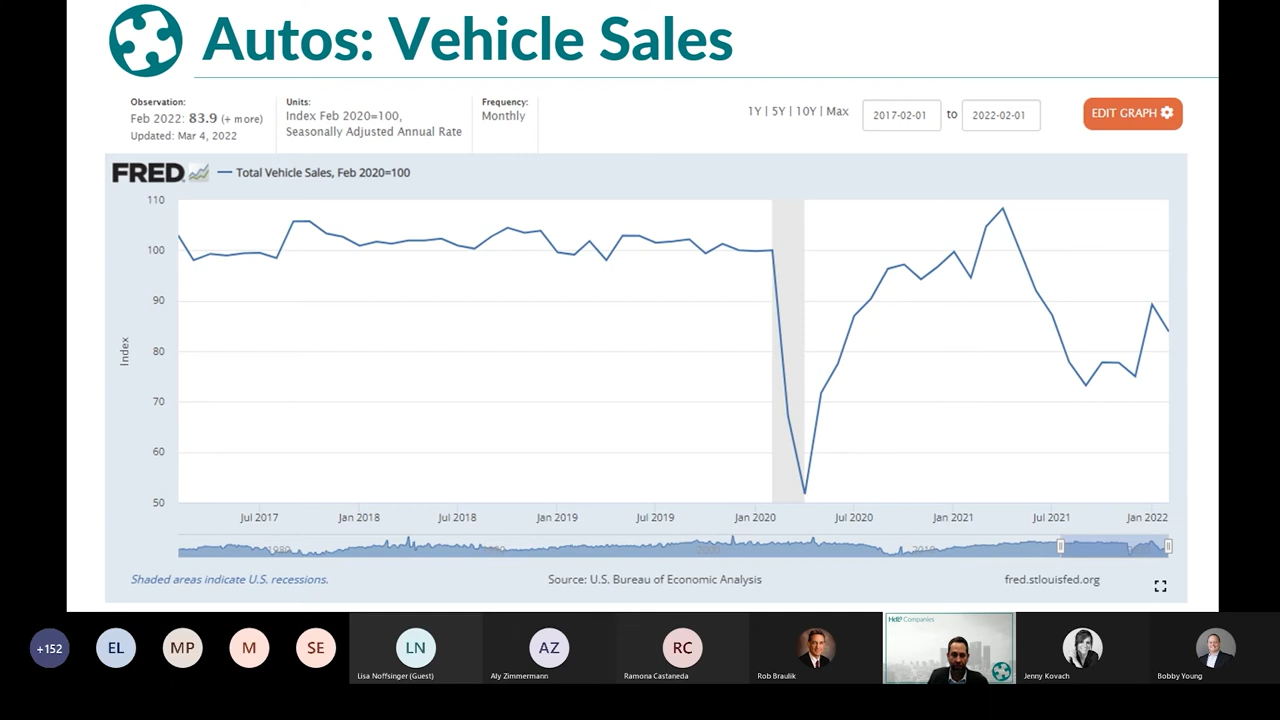 Autos: Vehicle Sales
Observation:
Feb 2022: 83.9 (+ more)
Updated: Mar 4, 2022
Units:
Index Feb 2020=100,
Seasonally Adjusted Annual Rate
Frequency:
Monthly
1Y | 5Y | 10Y | Max
2017-02-01 to 2022-02-01
EDIT GRAPH
FRED
Total Vehicle Sales, Feb 2020=100
110
100
90
80
70
60
50
Index
Jul 2017 Jan 2018 Jul 2018 Jan 2019 Jul 2019 Jan 2020 Jul 2020 Jan 2021 Jul 2021 Jan 2022
1980 2000 2010
Shaded areas indicate U.S. recessions.
Source: U.S. Bureau of Economic Analysis
fred.stlouisfed.org
+152 EL MP M SE LN AZ RC
HdL Companies
Lisa Noffsinger (Guest) Aly Zimmermann Ramona Castaneda Rob Braulik Jenny Kovach Bobby Young